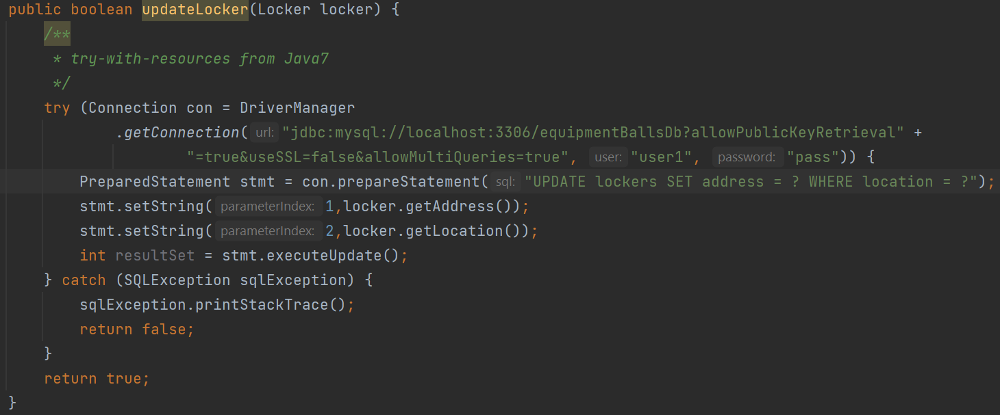 public boolean updateLocker(Locker locker) {
/**
* try-with-resources from Java7
*/
try (Connection con = DriverManager
.getConnection( url: "jdbc:mysql://localhost:3306/equipmentBallsDb?allowPublicKeyRetrieval" +
"=true&useSSL=false&allowMultiQueries=true", user: "user1", password: "pass")) {
PreparedStatement stmt = con.prepareStatement( sql: "UPDATE lockers SET address = ? WHERE location = ?");
stmt.setString( parameterIndex: 1,locker.getAddress());
stmt.setString( parameterIndex: 2,locker.getLocation());
int resultSet = stmt.executeUpdate();
} catch (SQLException sqlException) {
sqlException.printStackTrace();
return false;
}
return true;
}